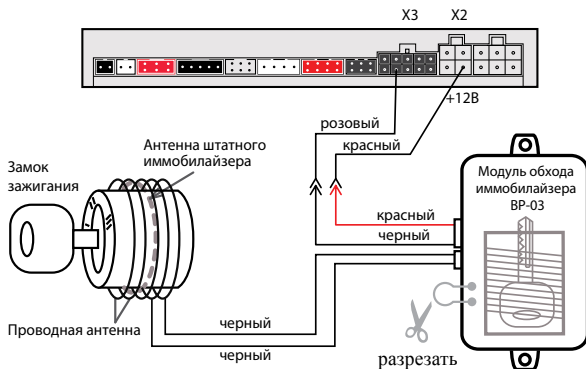 X3
X2
+12В
розовый
красный
Антенна штатного
иммобилайзера
Замок
зажигания
Модуль обхода
иммобилайзера
ВР-03
красный
черный
Проводная антенна
черный
черный
разрезать